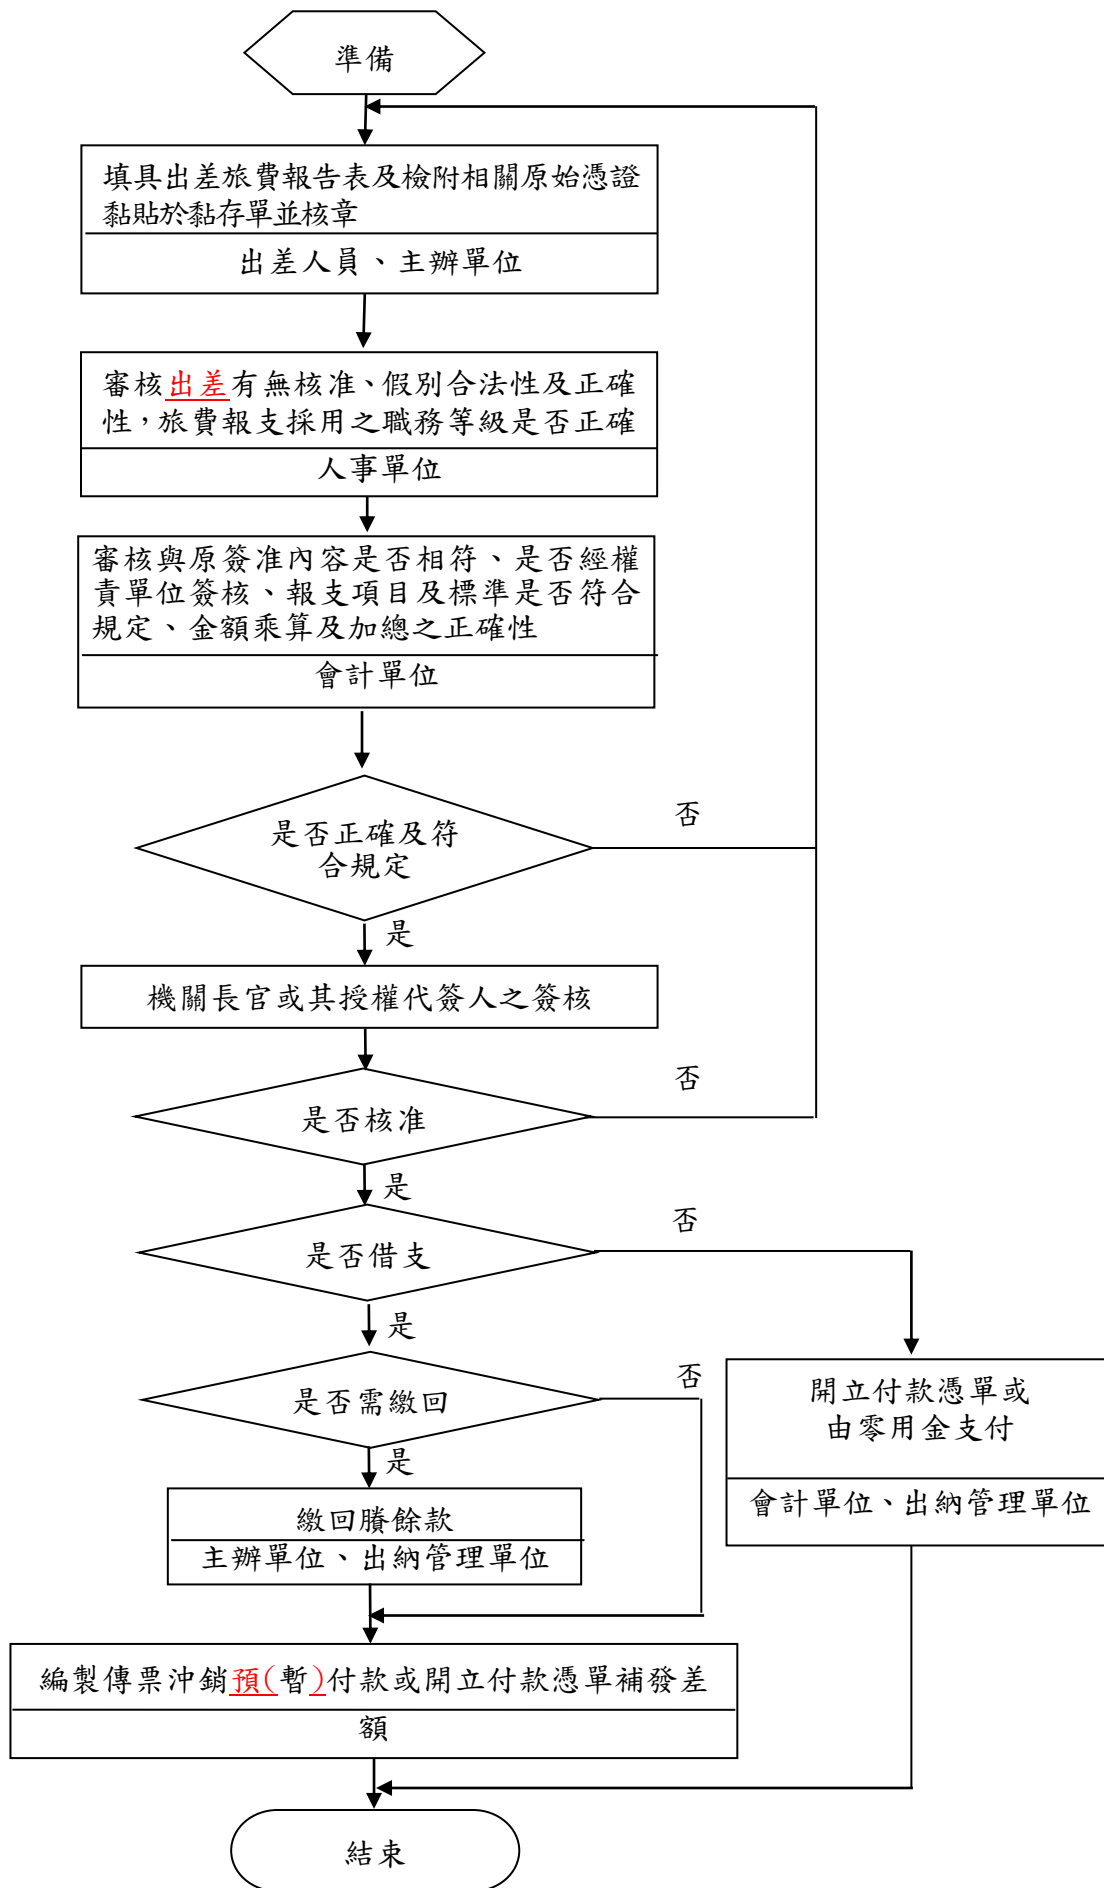 準備
填具出差旅費報告表及檢附相關原始憑證
黏貼於黏存單並核章
出差人員、主辦單位
審核出差有無核准、假別合法性及正確
性，旅費報支採用之職務等級是否正確
人事單位
審核與原簽准內容是否相符、是否經權
責單位簽核、報支項目及標準是否符合
規定、金額乘算及加總之正確性
會計單位
是否正確及符
合規定
否
是
機關長官或其授權代簽人之簽核
是否核准
否
是
是否借支
否
是
是否需繳回
否
是
開立付款憑單或
由零用金支付
會計單位、出納管理單位
繳回賸餘款
主辦單位、出納管理單位
編製傳票沖銷預(暫)付款或開立付款憑單補發差
額
結束